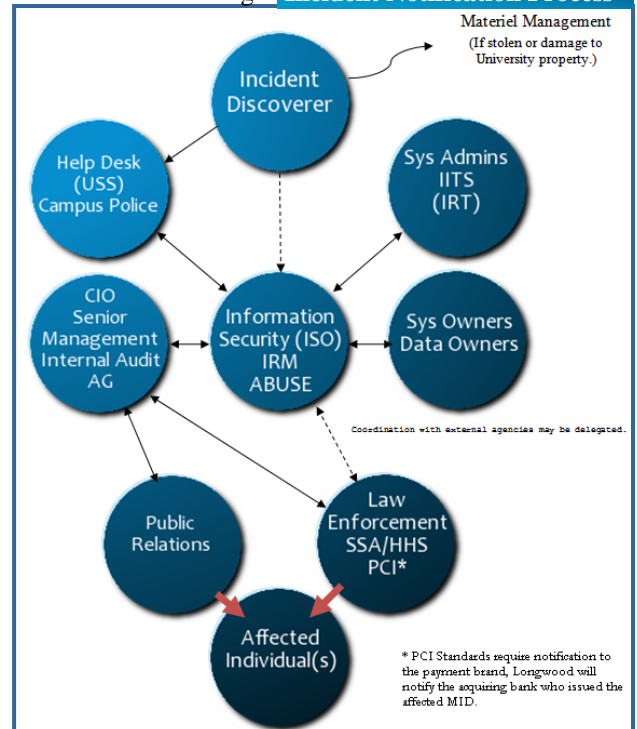 Incident Notification Process
Materiel Management
(If stolen or damage to
University property.)
Incident
Discoverer
Help Desk
(USS)
Campus Police
Sys Admins
IITS
(IRT)
CIO
Senior
Management
Internal Audit
AG
Information
Security (ISO)
IRM
ABUSE
Sys Owners
Data Owners
Coordination with external agencies may be delegated.
Public
Relations
Law
Enforcement
SSA/HHS
PCI*
Affected
Individual(s)
* PCI Standards require notification to
the payment brand, Longwood will
notify the acquiring bank who issued the
affected MID.